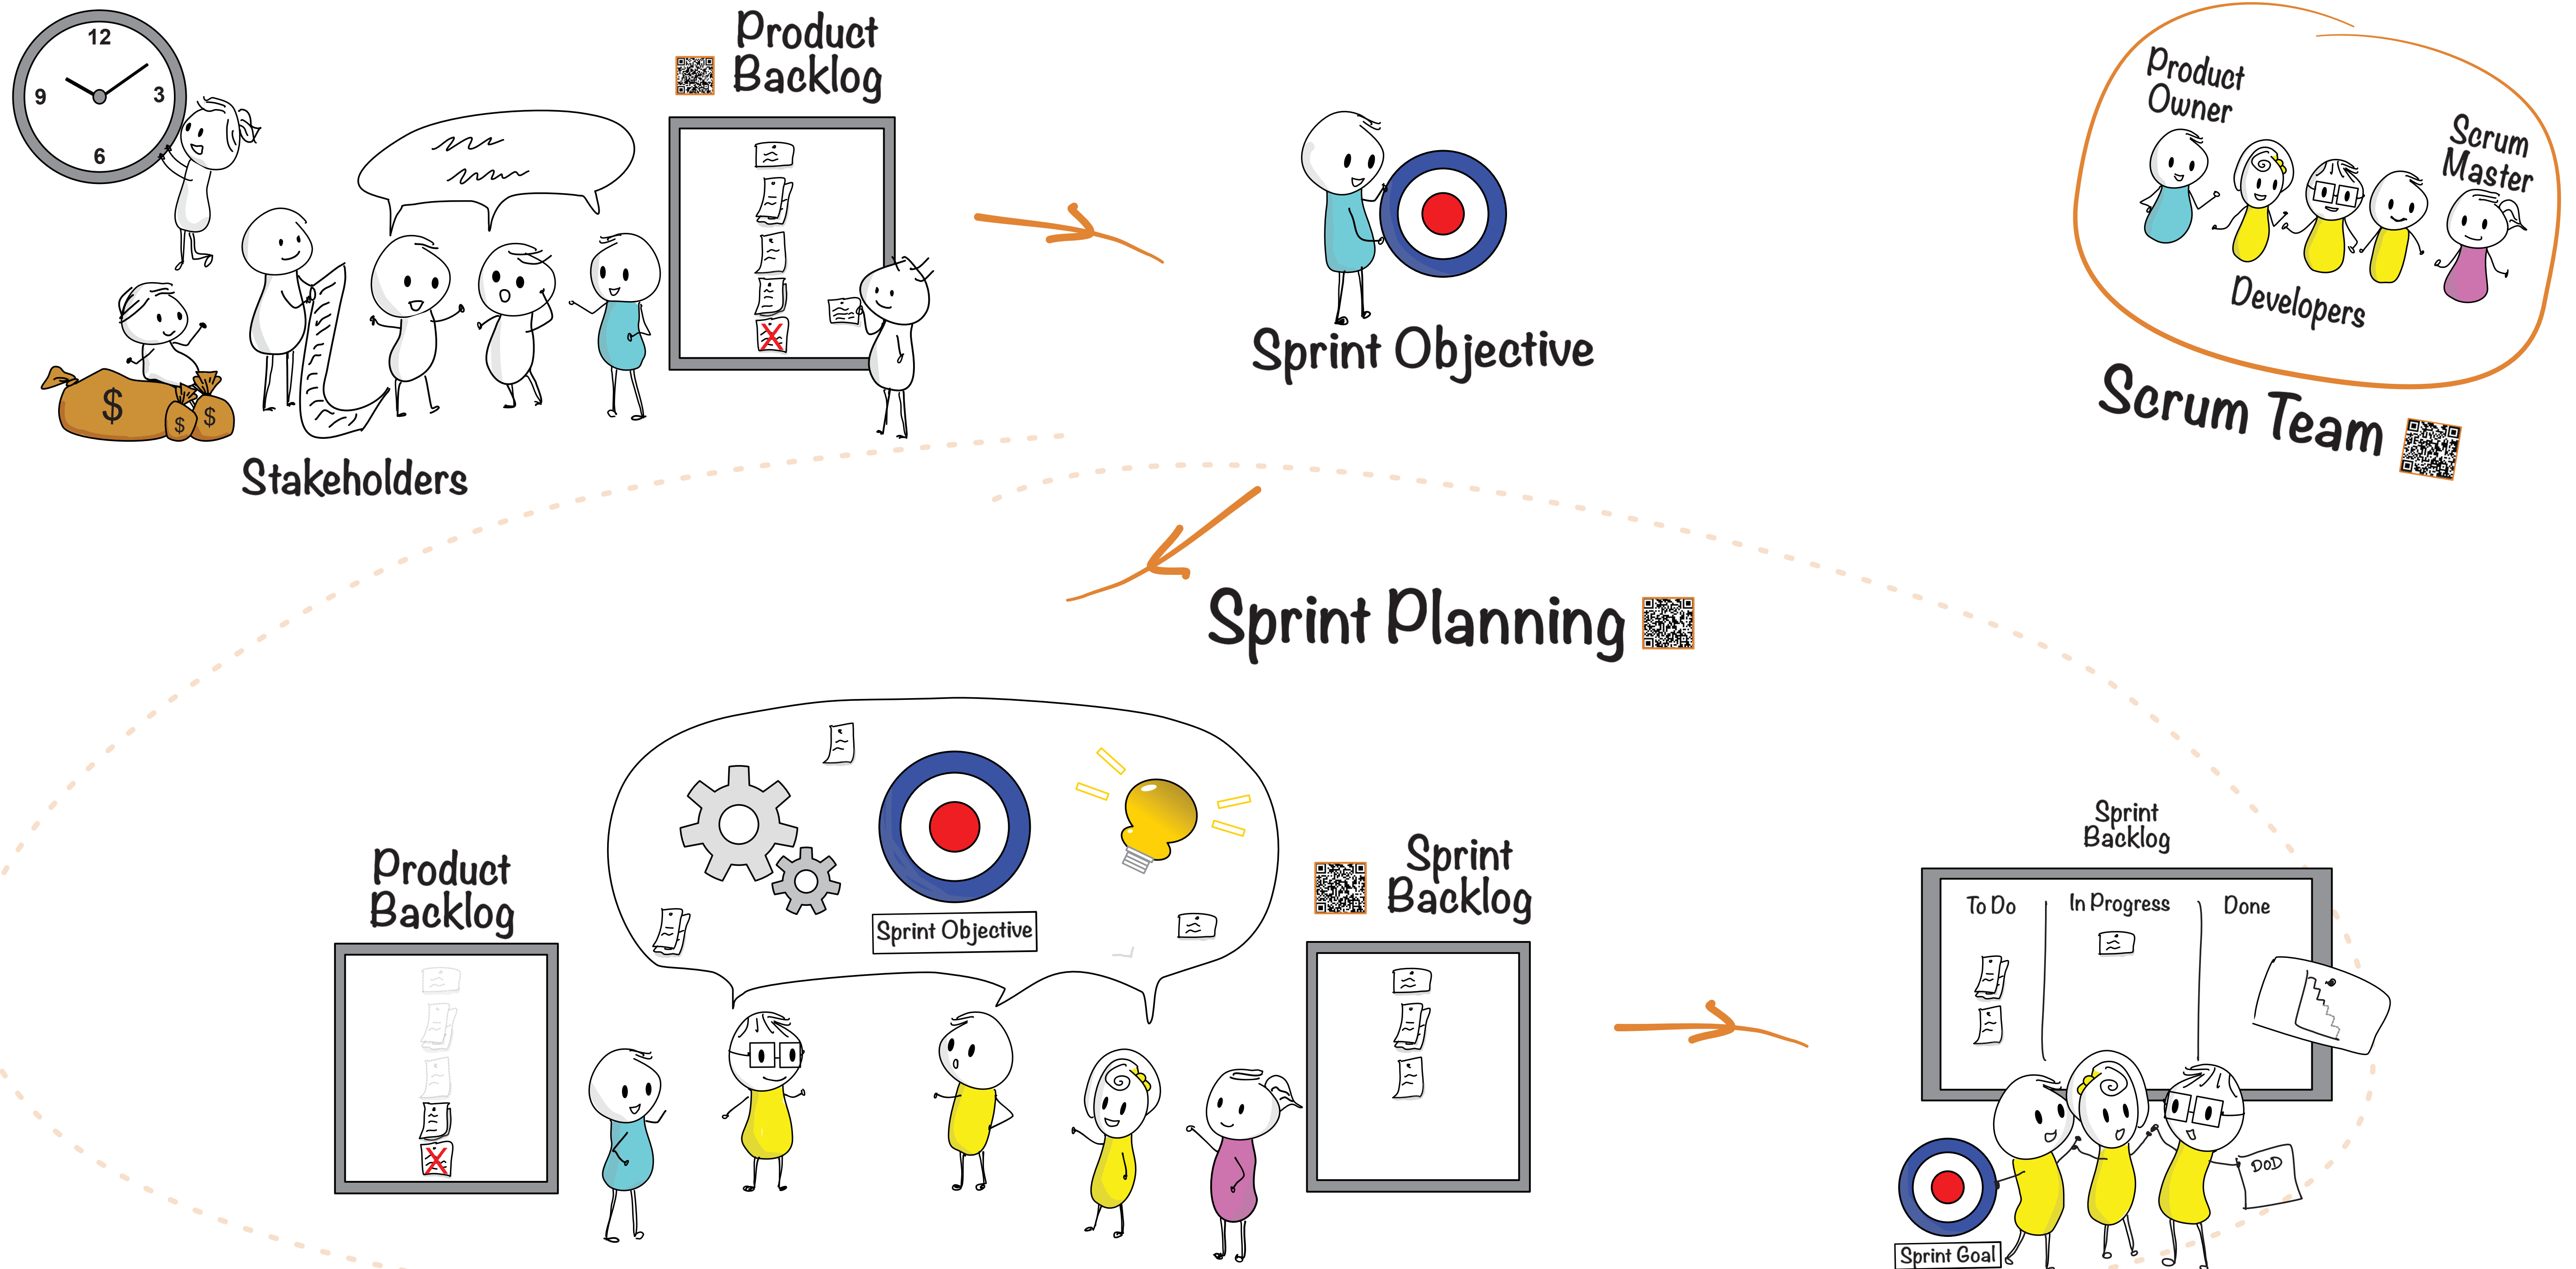 12
9
3
6
Product
Backlog
$
$
$
Stakeholders
Sprint Objective
Product
Owner
Scrum
Master
Developers
Scrum Team
Sprint Planning
Sprint Objective
Product
Backlog
Sprint
Backlog
Sprint
Backlog
To Do
In Progress
Done
DoD
Sprint Goal